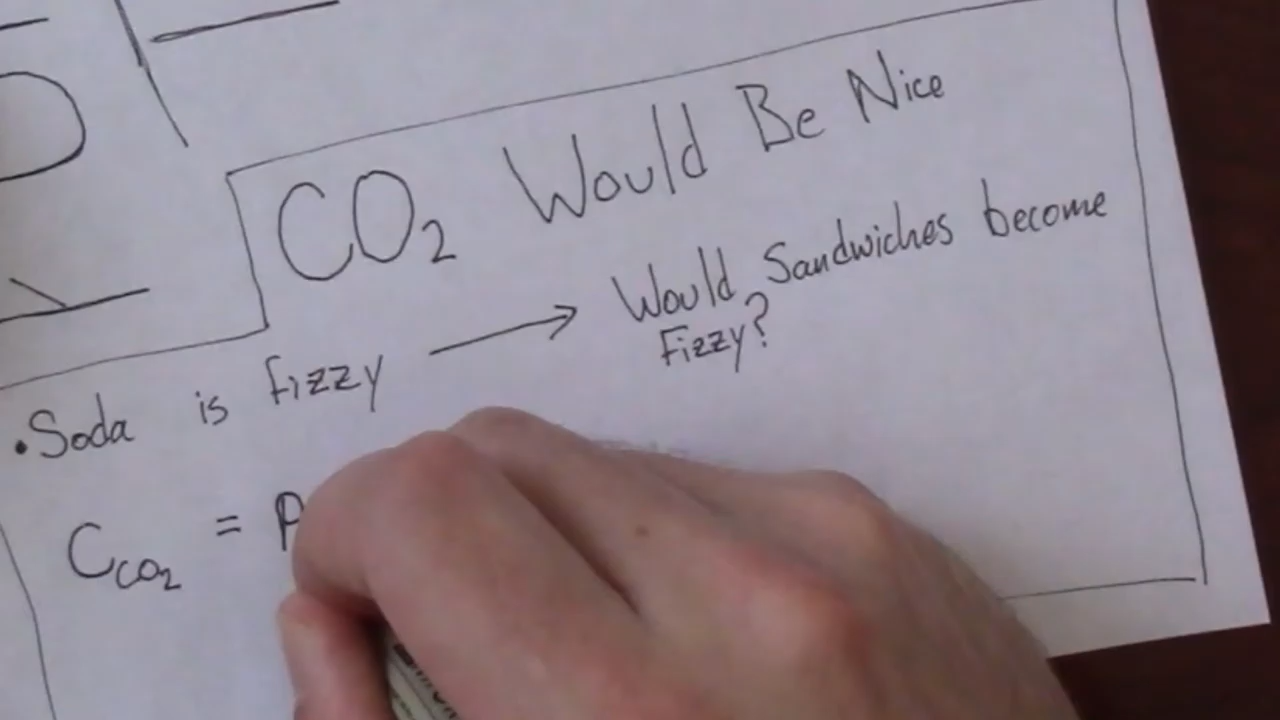 CO2 Would Be Nice
• Soda is fizzy → Would Sandwiches become
Fizzy?
CCO2 = P